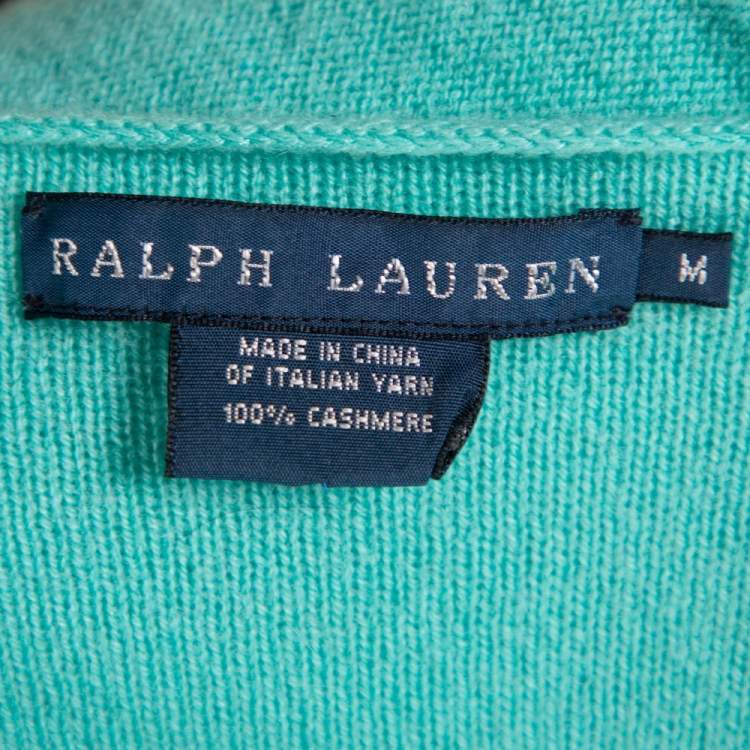 RALPH LAUREN
M
MADE IN CHINA
OF ITALIAN YARN
100% CASHMERE